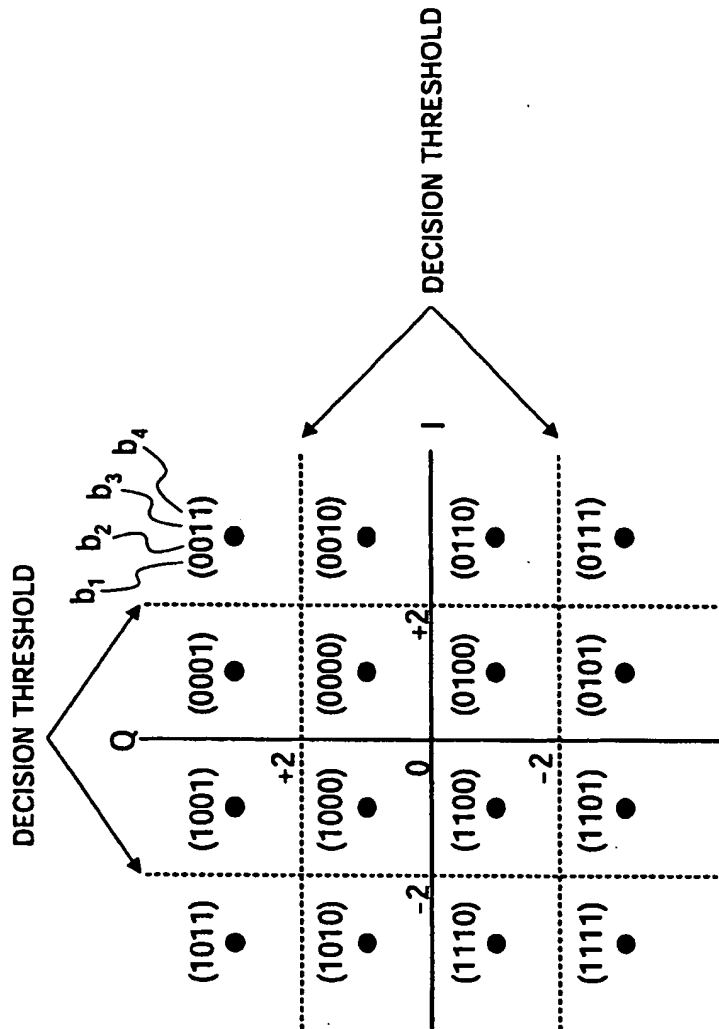 DECISION THRESHOLD
Q
b1 b2 b3 b4
(1011) (1001) (0001) (0011)
+2
(1010) (1000) (0000) (0010)
-2 0 +2 I
(1110) (1100) (0100) (0110)
-2
(1111) (1101) (0101) (0111)
DECISION THRESHOLD